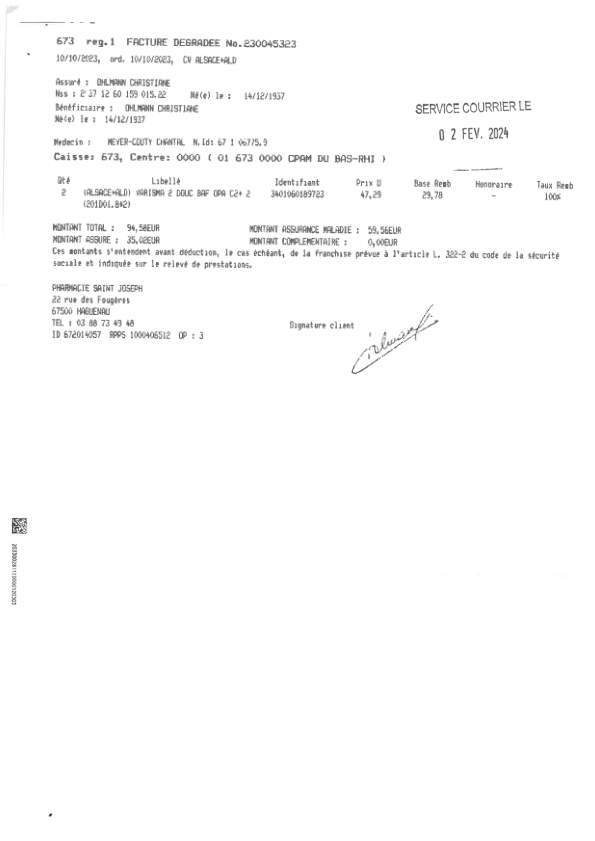 673 reg.1 FACTURE DEGRADEE No.230045323
10/10/2023, ord. 10/10/2023, CV ALSACE+ALD
Assuré : OHLMANN CHRISTIANE
Nss : 2 37 12 60 159 015.22 Né(e) le : 14/12/1937
Bénéficiaire : OHLMANN CHRISTIANE
Né(e) le : 14/12/1937
SERVICE COURRIER LE
0 2 FEV. 2024
Medecin : MEYER-COUTY CHANTAL N.Id: 67 1 06775.9
Caisse: 673, Centre: 0000 ( 01 673 0000 CPAM DU BAS-RHI )
Qté Libellé Identifiant Prix U Base Remb Honoraire Taux Remb
2 (ALSACE+ALD) VARISMA 2 DOUC BAF OPA C2+ 2 3401060189723 47,29 29,78 - 100%
(201D01.8*2)
MONTANT TOTAL : 94,58EUR MONTANT ASSURANCE MALADIE : 59,56EUR
MONTANT ASSURE : 35,02EUR MONTANT COMPLEMENTAIRE : 0,00EUR
Ces montants s'entendent avant déduction, le cas échéant, de la franchise prévue à l'article L. 322-2 du code de la sécurité
sociale et indiquée sur le relevé de prestations.
PHARMACIE SAINT JOSEPH
22 rue des Fougères
67500 HAGUENAU
TEL : 03 88 73 49 48
ID 672014057 RPPS 1000406512 OP : 3
Signature client